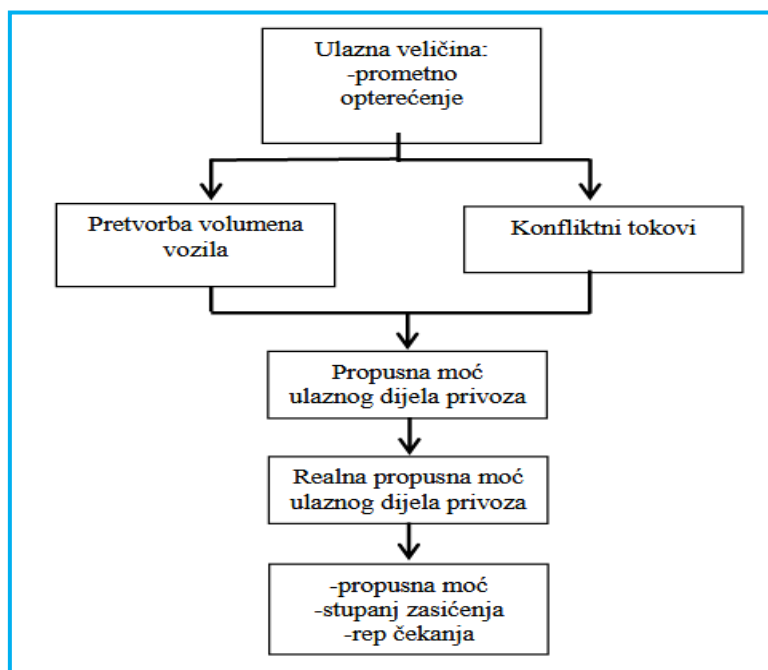 Ulazna veličina:
-prometno
opterećenje
Pretvorba volumena
vozila
Konfliktni tokovi
Propusna moć
ulaznog dijela privoza
Realna propusna moć
ulaznog dijela privoza
-propusna moć
-stupanj zasićenja
-rep čekanja